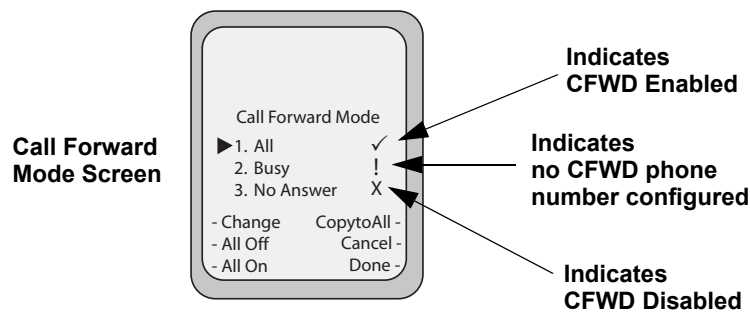 Call Forward
Mode Screen
Call Forward Mode
▶1. All ✓
2. Busy !
3. No Answer X
- Change CopytoAll -
- All Off Cancel -
- All On Done -
Indicates
CFWD Enabled
Indicates
no CFWD phone
number configured
Indicates
CFWD Disabled